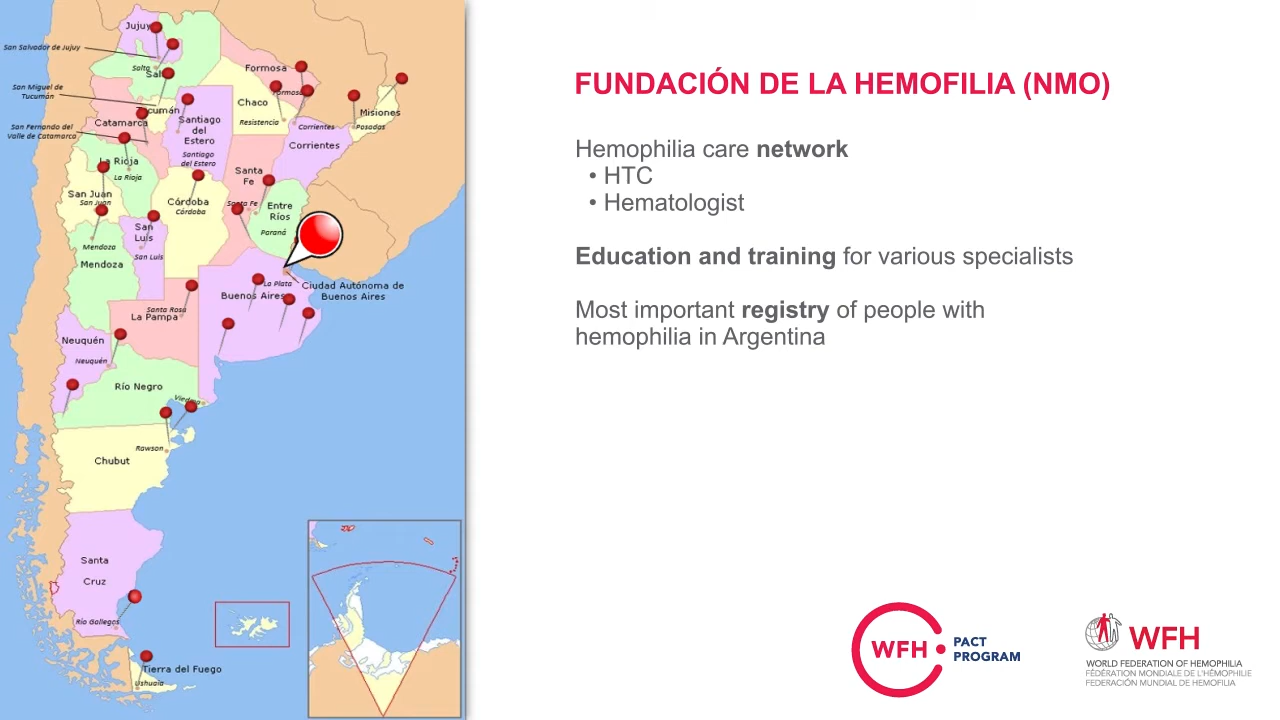 Jujuy
San Salvador de Jujuy
Salta
Sal
San Miguel de
Tucumán
Tucumán
San Fernando del
Valle de Catamarca
Catamarca
Formosa
Formosa
Chaco
Resistencia
Corrientes
Corrientes
Misiones
Posadas
Santiago
del
Estero
Santiago
del Estero
La Rioja
La Rioja
San Juan
San Juan
Santa
Fe
Santa Fe
Córdoba
Córdoba
Entre
Ríos
Paraná
San
Luis
San Luis
Mendoza
Mendoza
La Plata
Buenos Aires
Ciudad Autónoma de
Buenos Aires
Santa Rosa
La Pampa
Neuquén
Neuquén
Río Negro
Viedma
Rawson
Chubut
Santa
Cruz
Río Gallegos
Tierra del Fuego
Ushuaia
FUNDACIÓN DE LA HEMOFILIA (NMO)
Hemophilia care network
• HTC
• Hematologist
Education and training for various specialists
Most important registry of people with
hemophilia in Argentina
WFH
PACT
PROGRAM
WFH
WORLD FEDERATION OF HEMOPHILIA
FÉDÉRATION MONDIALE DE L'HÉMOPHILIE
FEDERACIÓN MUNDIAL DE HEMOFILIA